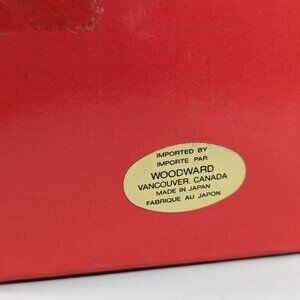 IMPORTED BY
IMPORTE PAR
WOODWARD
VANCOUVER, CANADA
MADE IN JAPAN
FABRIQUE AU JAPON